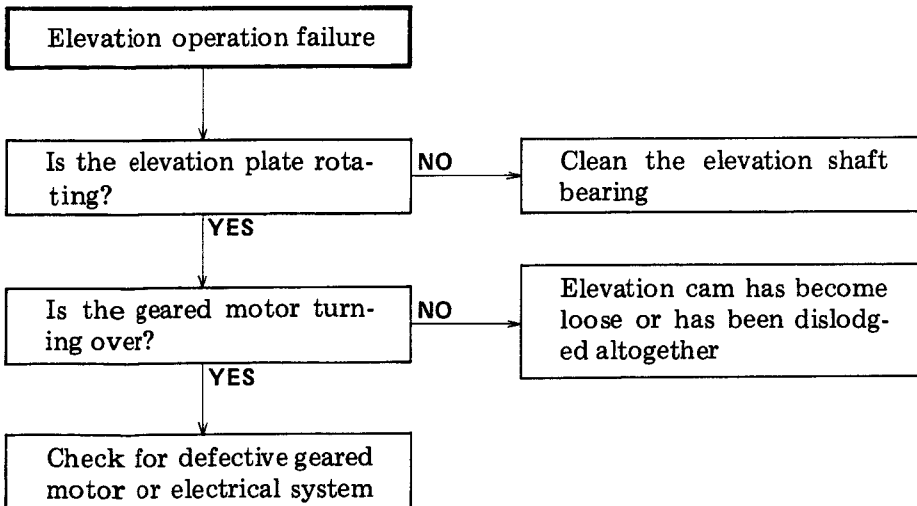 Elevation operation failure
Is the elevation plate rota-
ting?
NO
Clean the elevation shaft
bearing
YES
Is the geared motor turn-
ing over?
NO
Elevation cam has become
loose or has been dislodg-
ged altogether
YES
Check for defective geared
motor or electrical system